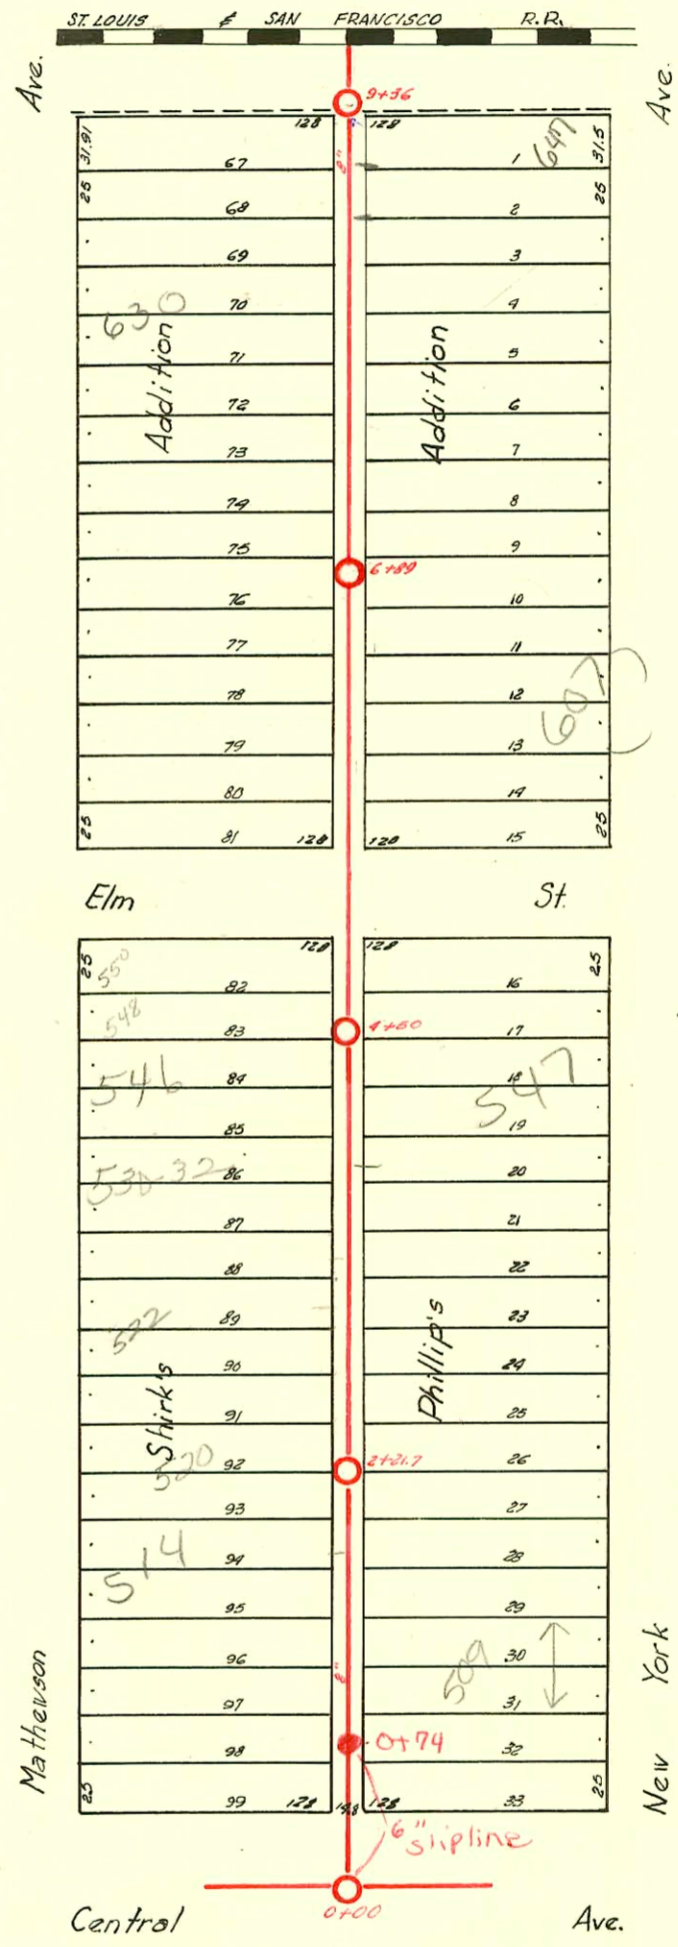 ST. LOUIS & SAN FRANCISCO R.R.
Ave. Ave.
9+36
31.91 128 128 31.5
8"
67 1 647
25 25
68 2
69 3
630 70 4
71 5
Addition Addition
72 6
73 7
74 8
75 9
6+89
76 10
77 11
78 12
607
79 13
80 14
25 81 128 128 15 25
Elm St.
25 128 128 25
550 82 16
548 83 4+60 17
546 84 18 547
85 19
530-32 86 20
87 21
88 22
522 89 23
90 24
Shirk's Phillip's
91 25
520 92 2+21.7 26
93 27
514 94 28
95 29
96 8" 509 30
97 31
Mathewson New York
0+74
98 32
25 99 128 14.8 128 33 25
6" slipline
0+00
Central Ave.